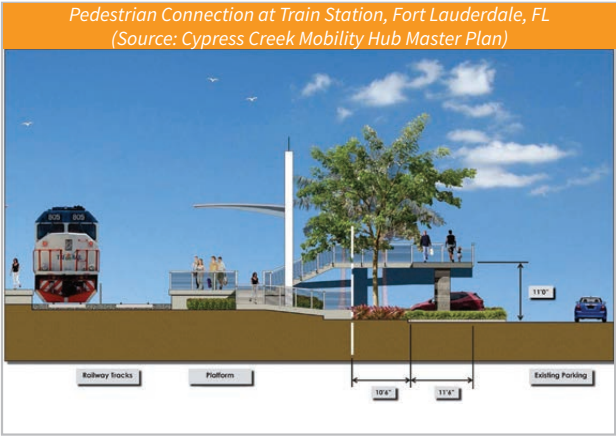 Pedestrian Connection at Train Station, Fort Lauderdale, FL
(Source: Cypress Creek Mobility Hub Master Plan)
805 805
11'0"
Railway Tracks
Platform
Existing Parking
10'6"
11'6"